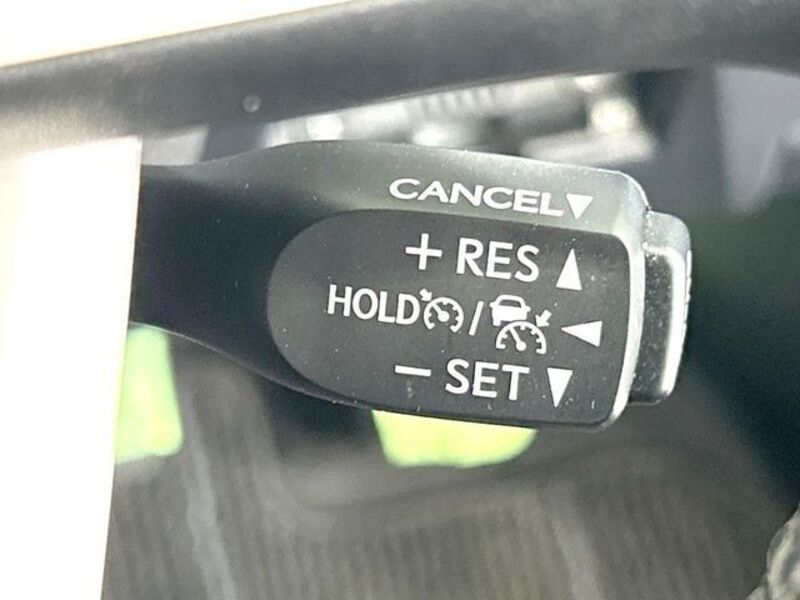 CANCEL▼
+ RES ▲
HOLD / ◀
− SET ▼